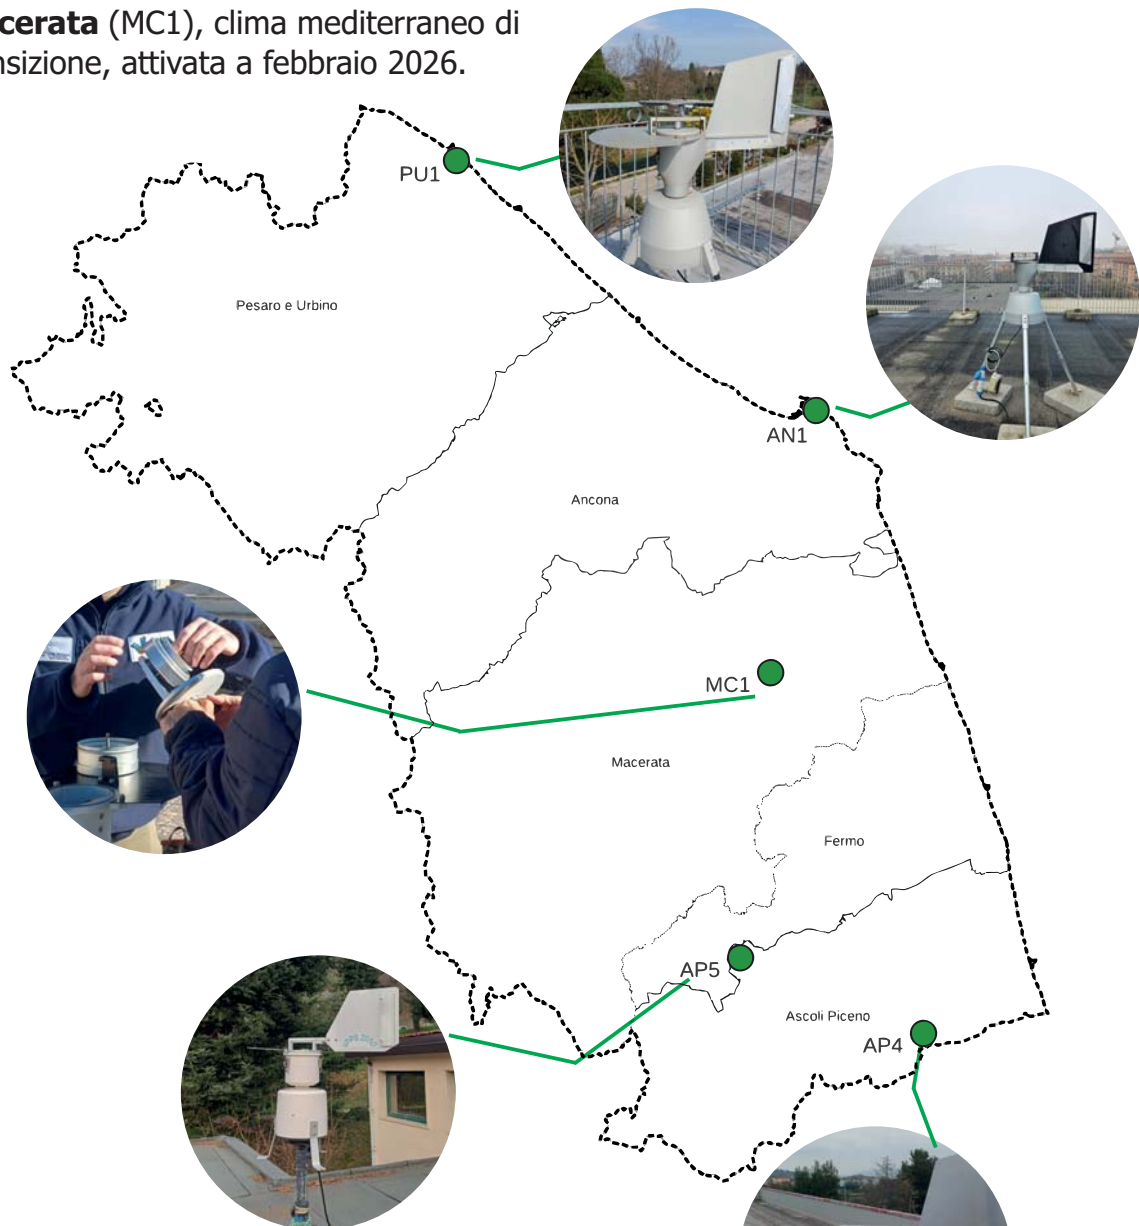 cerata (MC1), clima mediterraneo di
nsizione, attivata a febbraio 2026.
PU1
Pesaro e Urbino
AN1
Ancona
MC1
Macerata
Fermo
AP5
Ascoli Piceno
AP4